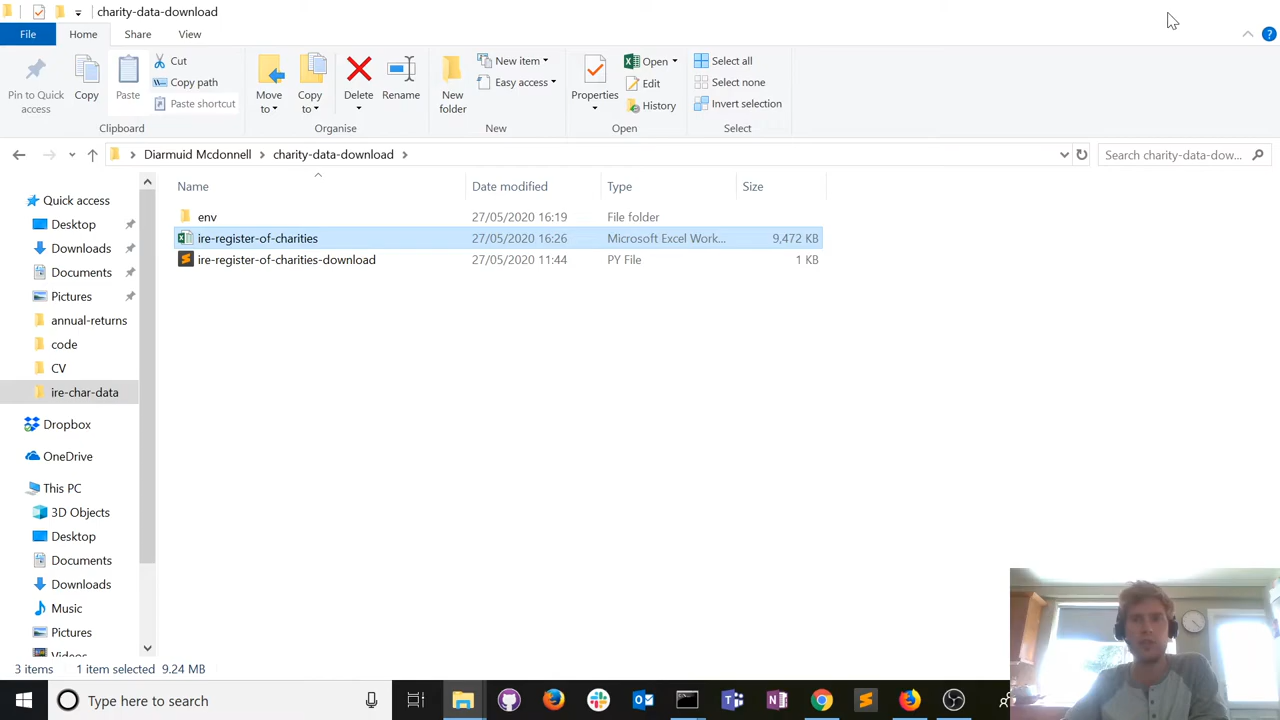 charity-data-download
File Home Share View
Pin to Quick access
Copy
Paste
Cut
Copy path
Paste shortcut
Clipboard
Move to
Copy to
Delete
Rename
Organise
New folder
New item
Easy access
New
Properties
Open
Edit
History
Open
Select all
Select none
Invert selection
Select
Diarmuid Mcdonnell charity-data-download
Search charity-data-dow...
Name Date modified Type Size
env 27/05/2020 16:19 File folder
ire-register-of-charities 27/05/2020 16:26 Microsoft Excel Work... 9,472 KB
ire-register-of-charities-download 27/05/2020 11:44 PY File 1 KB
Quick access
Desktop
Downloads
Documents
Pictures
annual-returns
code
CV
ire-char-data
Dropbox
OneDrive
This PC
3D Objects
Desktop
Documents
Downloads
Music
Pictures
Videos
3 items 1 item selected 9.24 MB
Type here to search